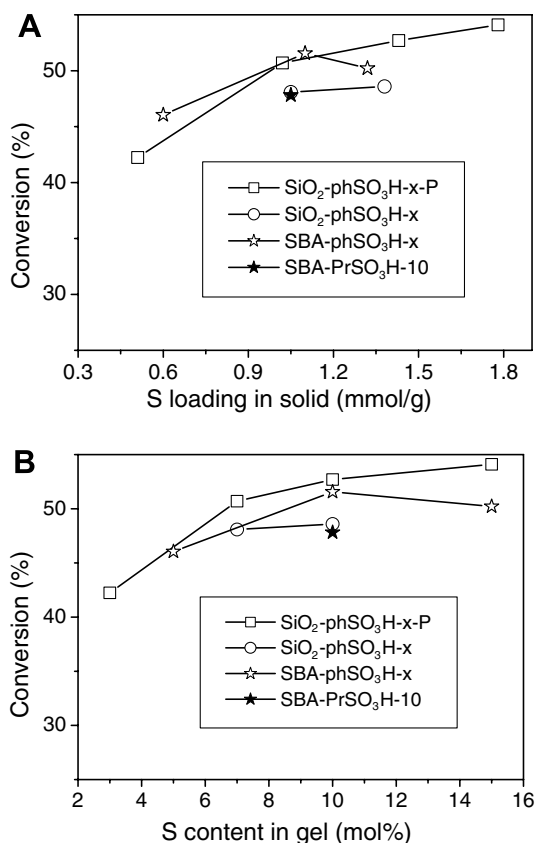 A
Conversion (%)
50
40
30
SiO₂-phSO₃H-x-P
SiO₂-phSO₃H-x
SBA-phSO₃H-x
SBA-PrSO₃H-10
0.3 0.6 0.9 1.2 1.5 1.8
S loading in solid (mmol/g)
B
Conversion (%)
50
40
30
SiO₂-phSO₃H-x-P
SiO₂-phSO₃H-x
SBA-phSO₃H-x
SBA-PrSO₃H-10
2 4 6 8 10 12 14 16
S content in gel (mol%)